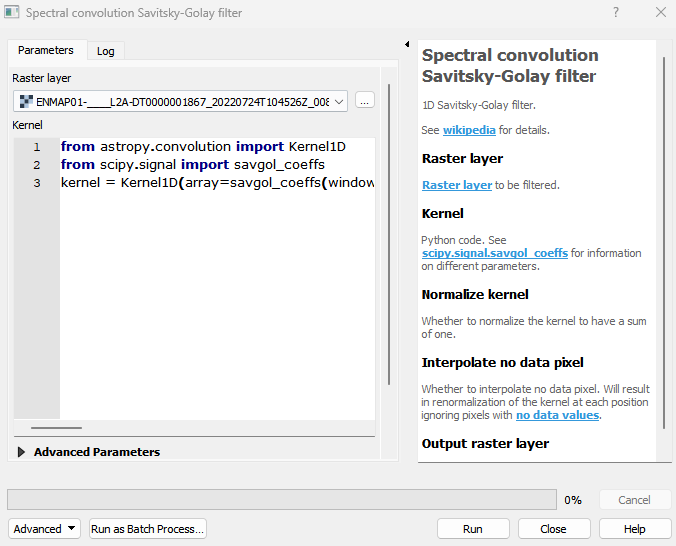 Spectral convolution Savitsky-Golay filter
?
Parameters
Log
Raster layer
ENMAP01-____L2A-DT0000001867_20220724T104526Z_008
...
Kernel
1 from astropy.convolution import Kernel1D
2 from scipy.signal import savgol_coeffs
3 kernel = Kernel1D(array=savgol_coeffs(window
Advanced Parameters
Spectral convolution
Savitsky-Golay filter
1D Savitsky-Golay filter.
See wikipedia for details.
Raster layer
Raster layer to be filtered.
Kernel
Python code. See
scipy.signal.savgol_coeffs for information
on different parameters.
Normalize kernel
Whether to normalize the kernel to have a sum
of one.
Interpolate no data pixel
Whether to interpolate no data pixel. Will result
in renormalization of the kernel at each position
ignoring pixels with no data values.
Output raster layer
0%
Cancel
Advanced
Run as Batch Process...
Run
Close
Help